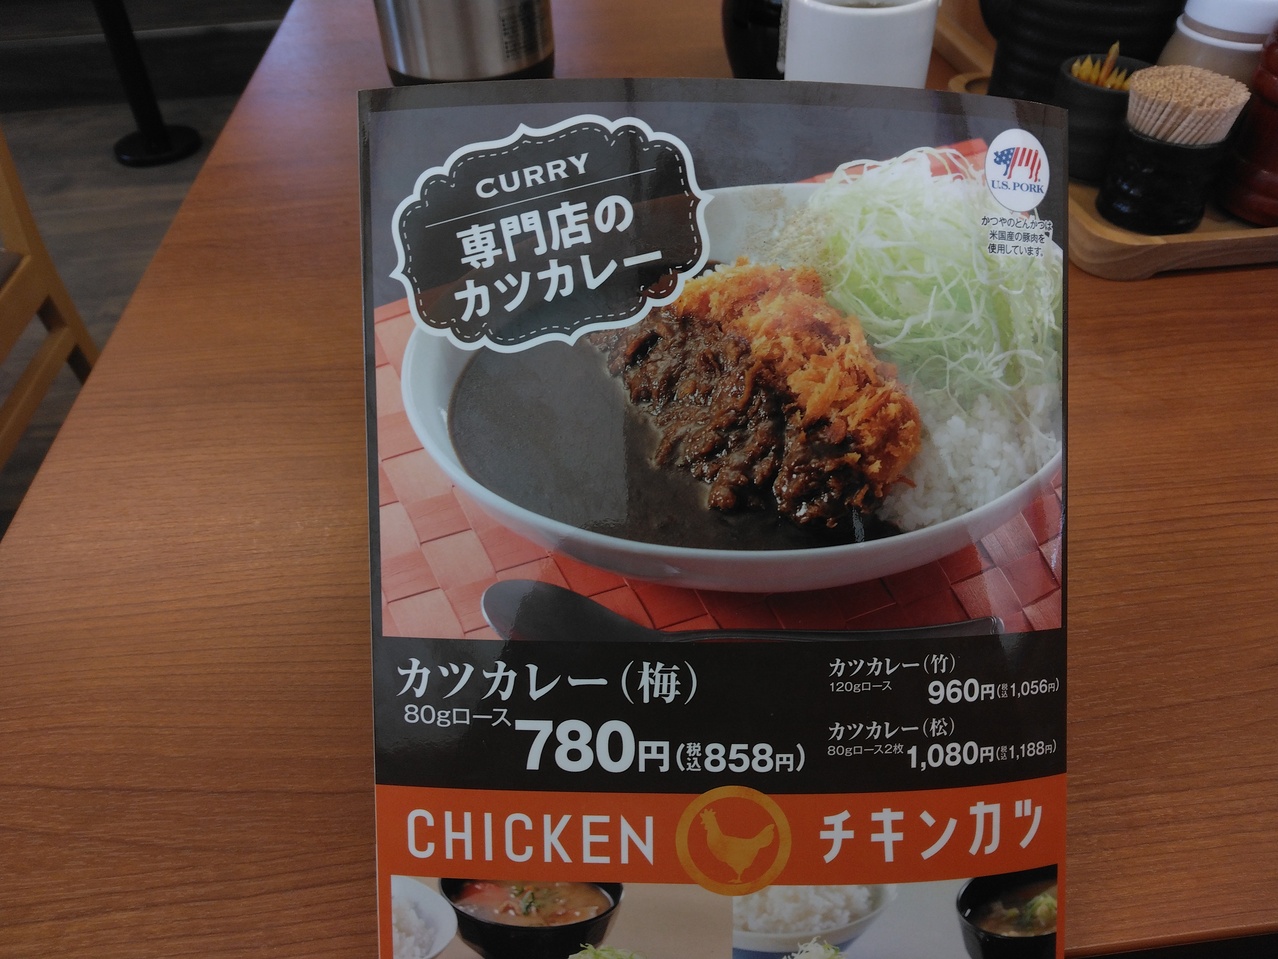 CURRY
専門店の
カツカレー
U.S. PORK
かつやのとんかつは
米国産の豚肉を
使用しています。
カツカレー(梅)
80gロース
780円(税込858円)
カツカレー(竹)
120gロース
960円(税込1,056円)
カツカレー(松)
80gロース2枚
1,080円(税込1,188円)
CHICKEN チキンカツ